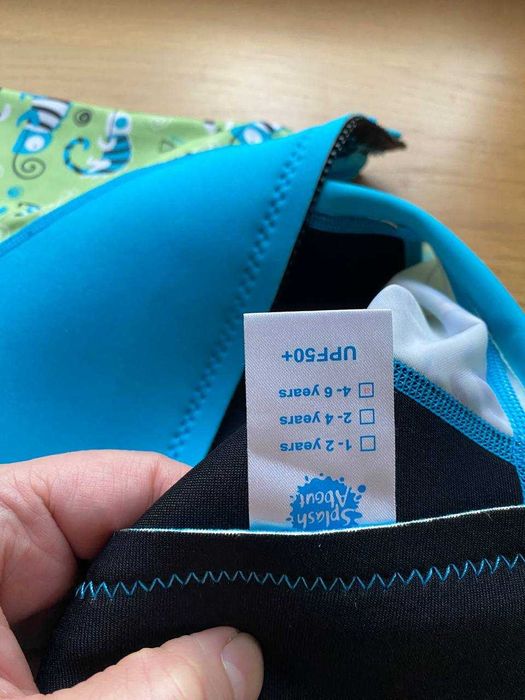 Splash
About
1 - 2 years
2 - 4 years
4 - 6 years
UPF50+